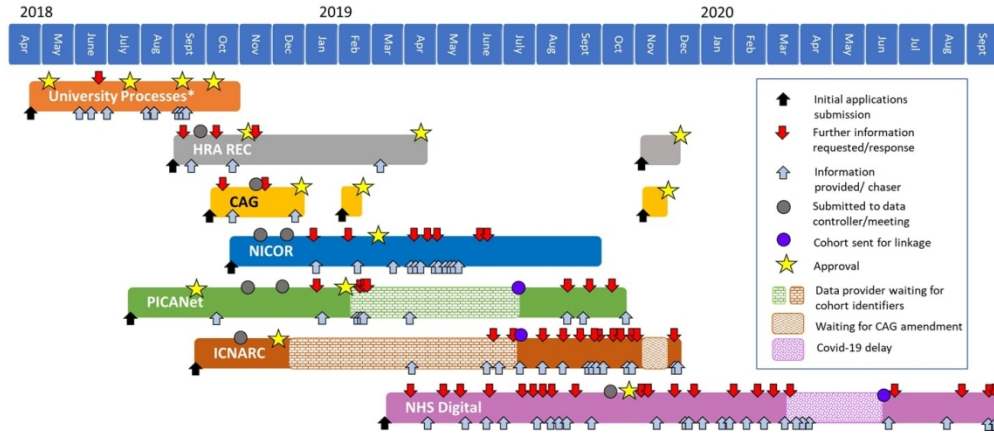 2018 2019 2020
Apr May June July Aug Sept Oct Nov Dec Jan Feb Mar Apr May June July Aug Sept Oct Nov Dec Jan Feb Mar Apr May Jun Jul Aug Sept
University Processes*
HRA REC
CAG
NICOR
PICANet
ICNARC
NHS Digital
Initial applications
submission
Further information
requested/response
Information
provided/ chaser
Submitted to data
controller/meeting
Cohort sent for linkage
Approval
Data provider waiting for
cohort identifiers
Waiting for CAG amendment
Covid-19 delay